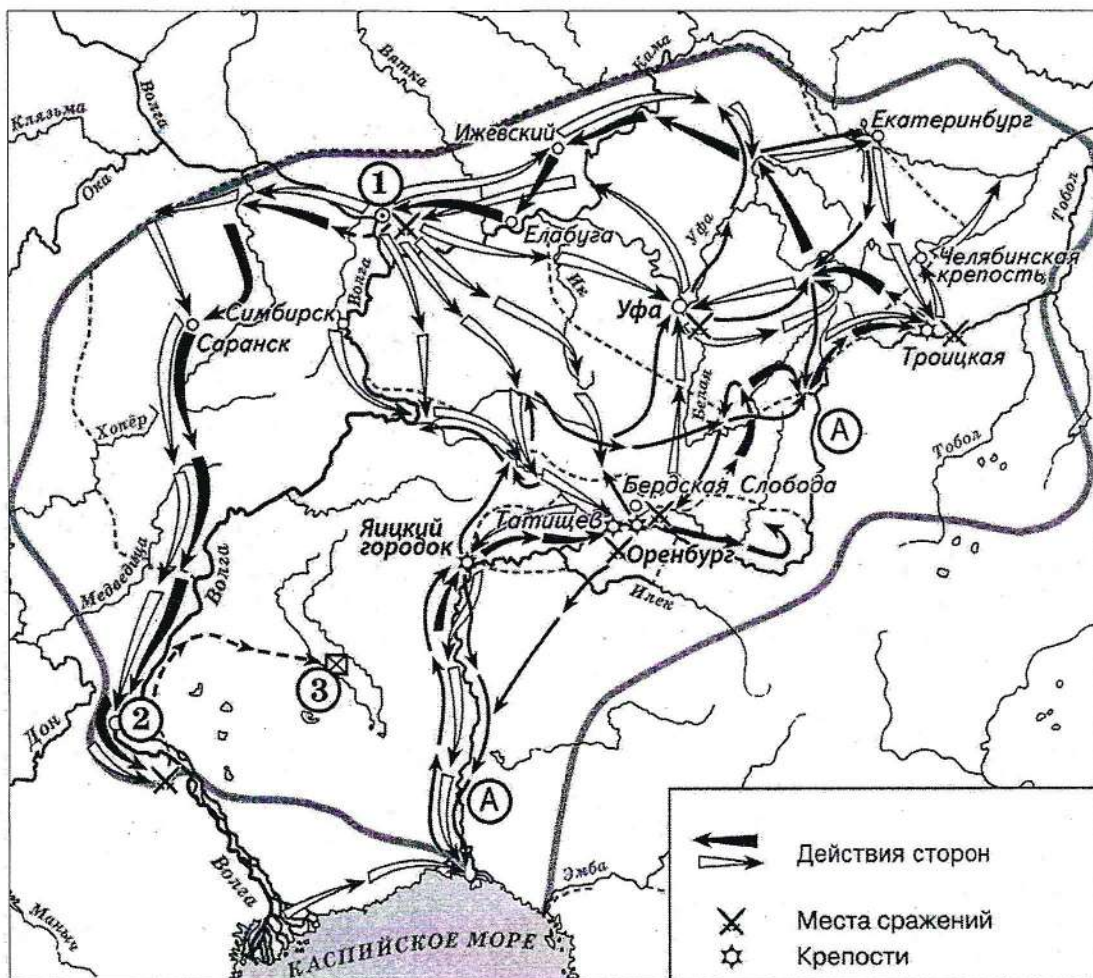 Клязьма
Волга
Вятка
Кама
Ижевский
Екатеринбург
Ока
1
Елабуга
Уфа
Тобол
Челябинская
крепость
Волга
Ик
Симбирск
Саранск
Уфа
Троицкая
Белая
А
Хопёр
Тобол
Бердская Слобода
Татищев
Яицкий
городок
Оренбург
Медведица
Волга
Илек
3
2
Дон
А
Волга
Эмба
Маныч
КАСПИЙСКОЕ МОРЕ
Действия сторон
Места сражений
Крепости